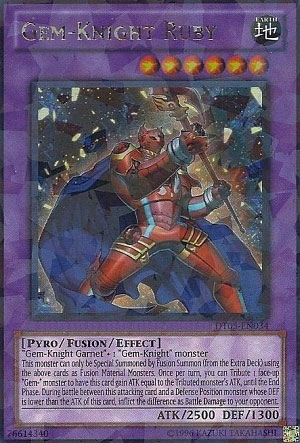 Gem-Knight Ruby
EARTH
地
DT05-EN034
[PYRO/FUSION/EFFECT]
"Gem-Knight Garnet" + 1 "Gem-Knight" monster
This monster can only be Special Summoned by Fusion Summon (from the Extra Deck) using
the above cards as Fusion Material Monsters. Once per turn, you can Tribute 1 face-up
"Gem-" monster to have this card gain ATK equal to the Tributed monster's ATK, until the End
Phase. During battle between this attacking card and a Defense Position monster whose DEF
is lower than the ATK of this card, inflict the difference as Battle Damage to your opponent.
ATK/2500 DEF/1300
76614340
©1996 KAZUKI TAKAHASHI